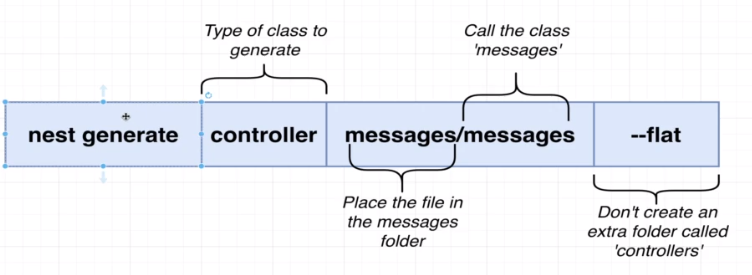 Type of class to
generate
Call the class
'messages'
nest generate
controller
messages/messages
--flat
Place the file in
the messages
folder
Don't create an
extra folder called
'controllers'